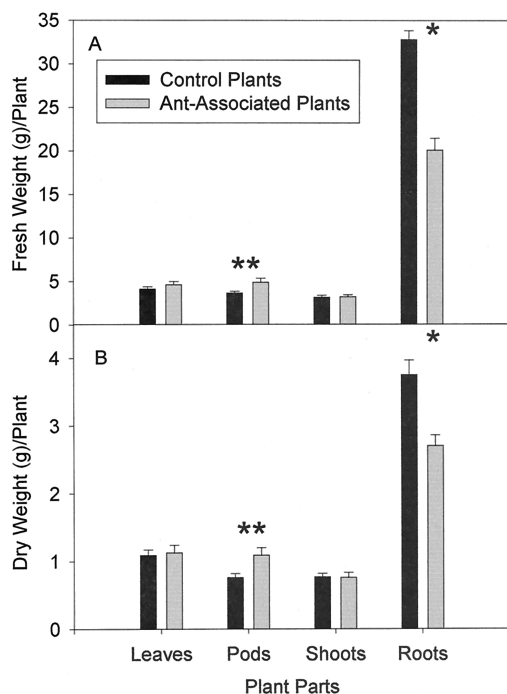 35
30
25
20
15
10
5
0
Fresh Weight (g)/Plant
A
Control Plants
Ant-Associated Plants
**
*
4
3
2
1
0
Dry Weight (g)/Plant
B
**
*
Leaves Pods Shoots Roots
Plant Parts